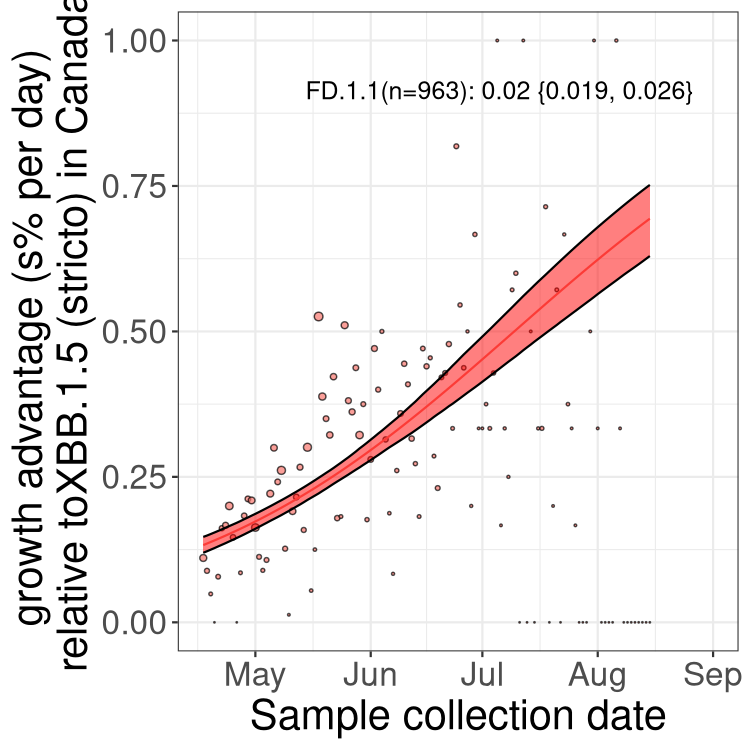 growth advantage (s% per day)
relative toXBB.1.5 (stricto) in Canada
1.00
0.75
0.50
0.25
0.00
FD.1.1(n=963): 0.02 {0.019, 0.026}
May Jun Jul Aug Sep
Sample collection date